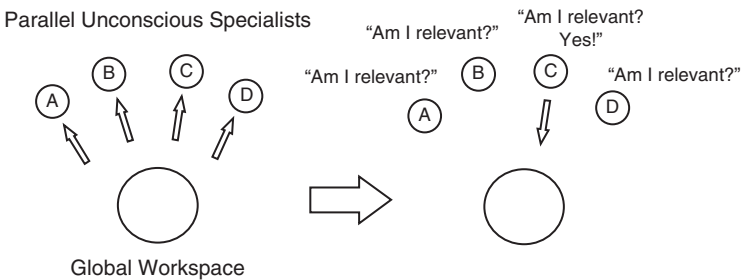 Parallel Unconscious Specialists
A
B
C
D
Global Workspace
“Am I relevant?”
A
“Am I relevant?”
B
“Am I relevant?
Yes!”
C
“Am I relevant?”
D